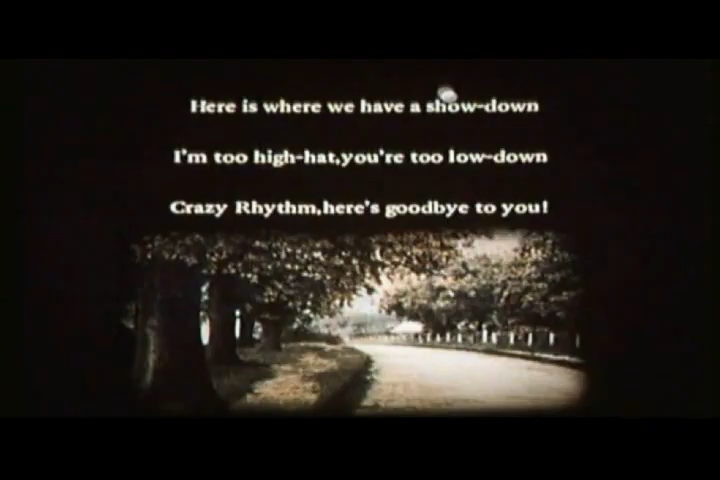 Here is where we have a show-down
I'm too high-hat,you're too low-down
Crazy Rhythm,here's goodbye to you!